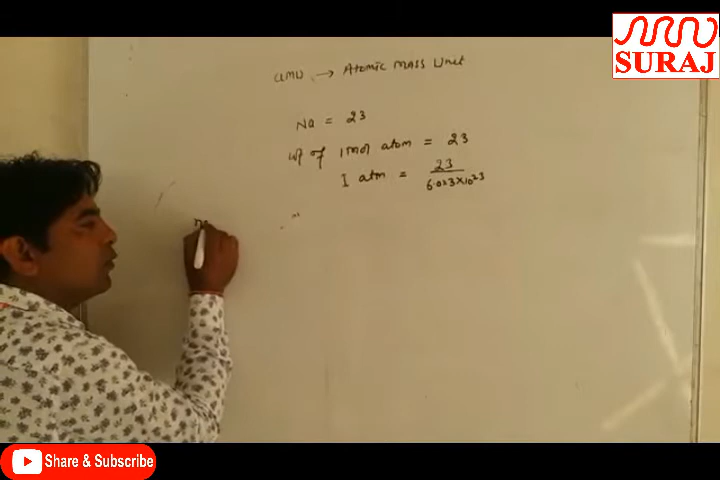 SURAJ
amu → Atomic MASS Unit
Na = 23
wt of 1 mol atom = 23
1 atm = 23
6.023×10²³
Share & Subscribe